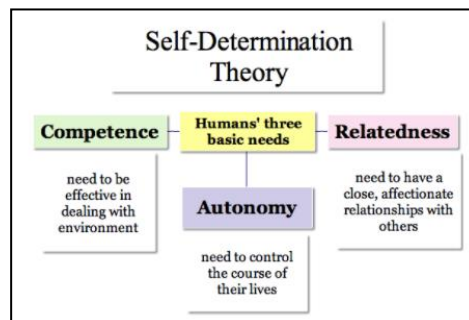 Self-Determination
Theory
Humans' three
basic needs
Competence
need to be
effective in
dealing with
environment
Autonomy
need to control
the course of
their lives
Relatedness
need to have a
close, affectionate
relationships with
others